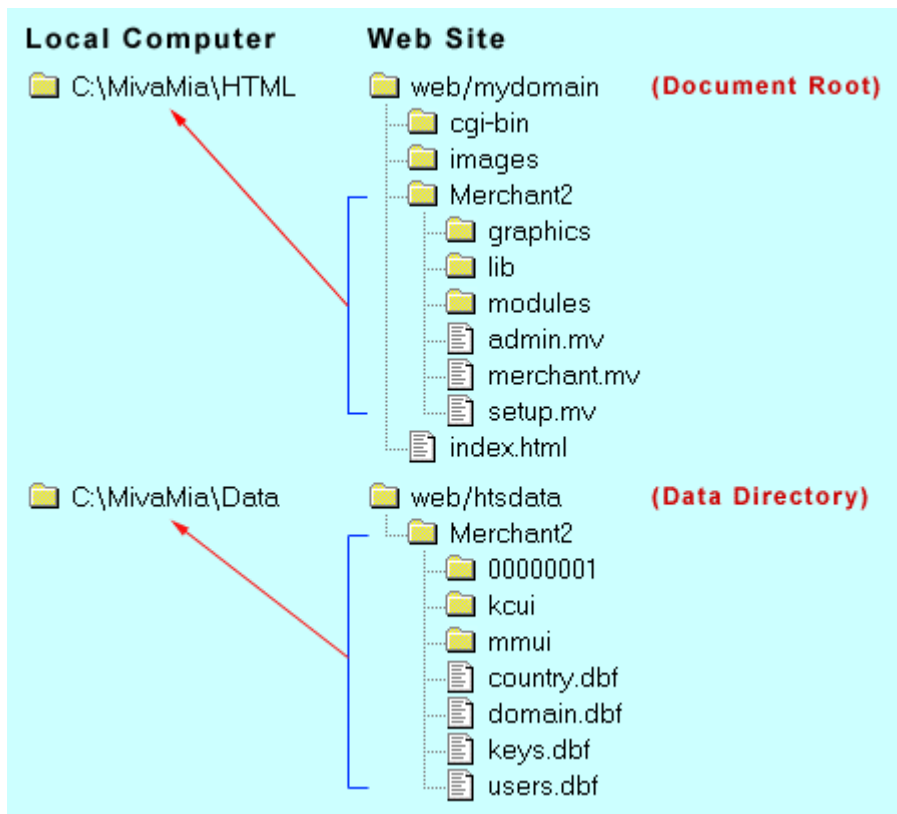 Local Computer Web Site
C:\MivaMia\HTML web/mydomain (Document Root)
cgi-bin
images
Merchant2
graphics
lib
modules
admin.mv
merchant.mv
setup.mv
index.html
C:\MivaMia\Data web/htsdata (Data Directory)
Merchant2
00000001
kcui
mmui
country.dbf
domain.dbf
keys.dbf
users.dbf